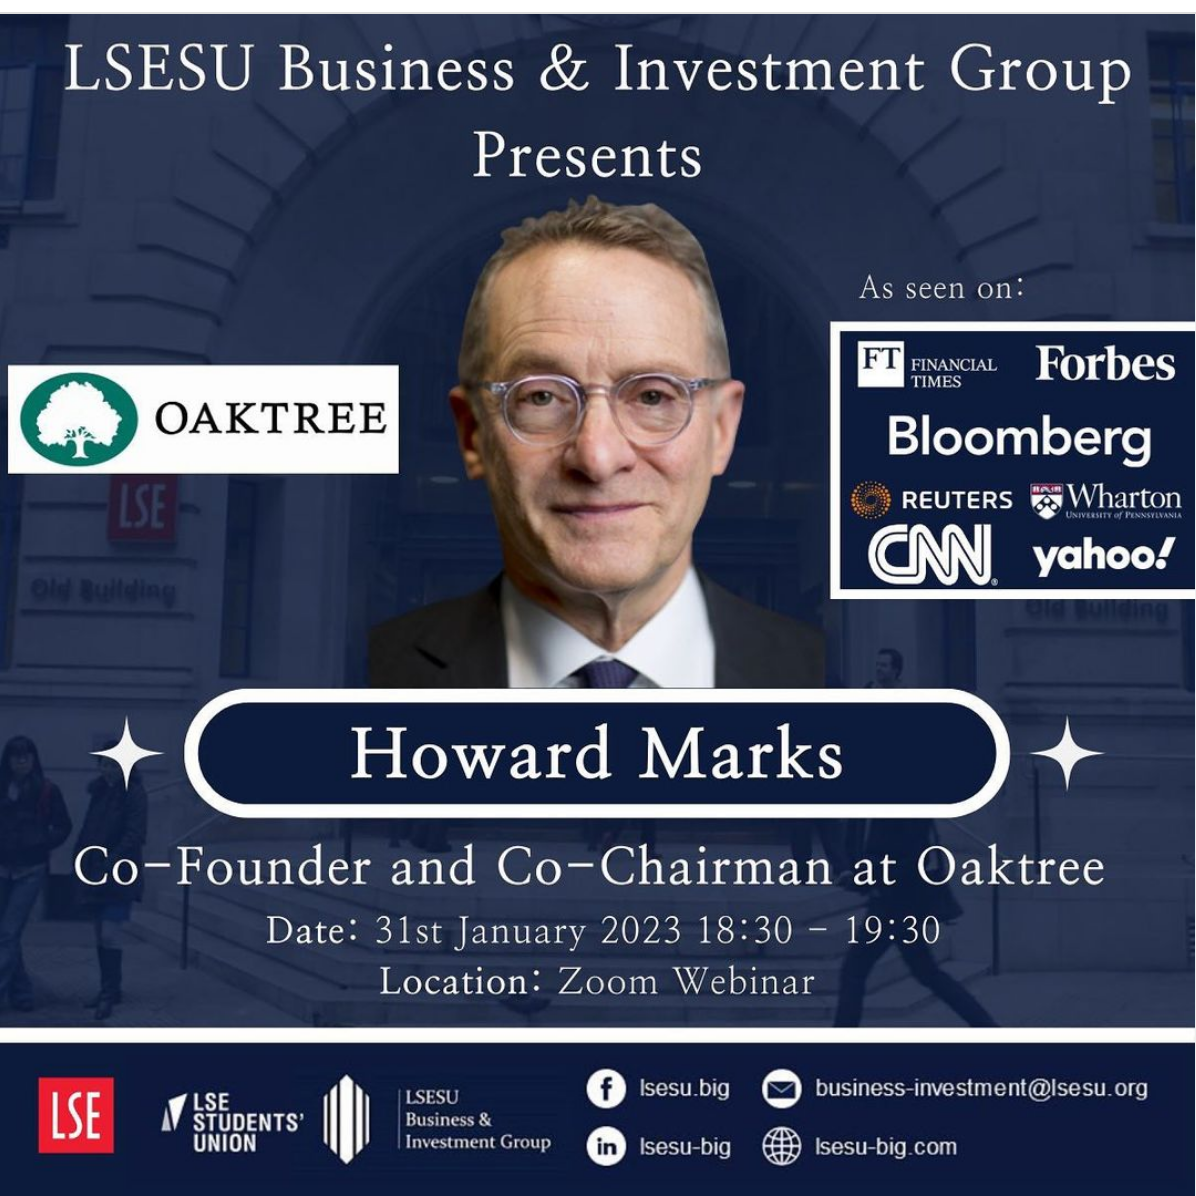 LSESU Business & Investment Group
Presents
As seen on:
FT FINANCIAL
TIMES
Forbes
Bloomberg
REUTERS
Wharton
UNIVERSITY of PENNSYLVANIA
CNN
yahoo!
OAKTREE
LSE
Old Building
Old Building
Howard Marks
Co-Founder and Co-Chairman at Oaktree
Date: 31st January 2023 18:30 - 19:30
Location: Zoom Webinar
LSE
LSE
STUDENTS'
UNION
LSESU
Business &
Investment Group
lsesu.big
lsesu-big
business-investment@lsesu.org
lsesu-big.com